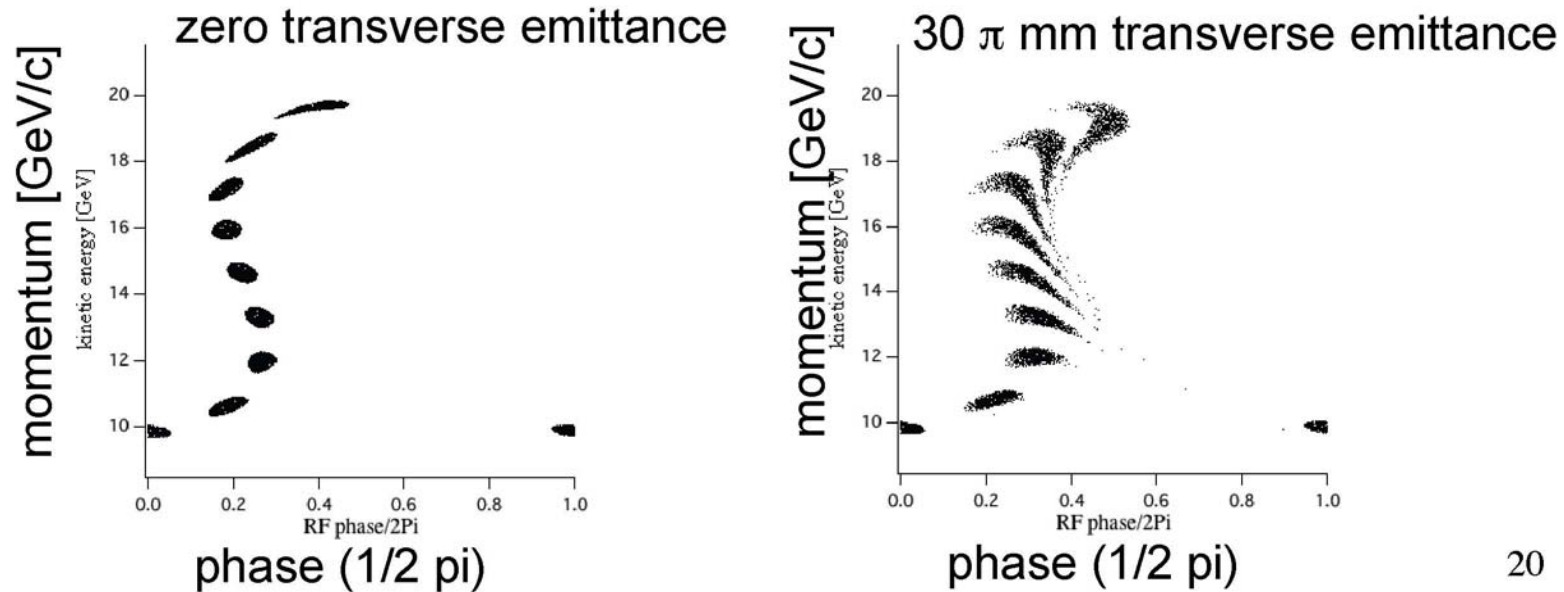 zero transverse emittance
momentum [GeV/c]
kinetic energy [GeV]
20
18
16
14
12
10
0.0 0.2 0.4 0.6 0.8 1.0
RF phase/2Pi
phase (1/2 pi)
30 π mm transverse emittance
momentum [GeV/c]
kinetic energy [GeV]
20
18
16
14
12
10
0.0 0.2 0.4 0.6 0.8 1.0
RF phase/2Pi
phase (1/2 pi)
20